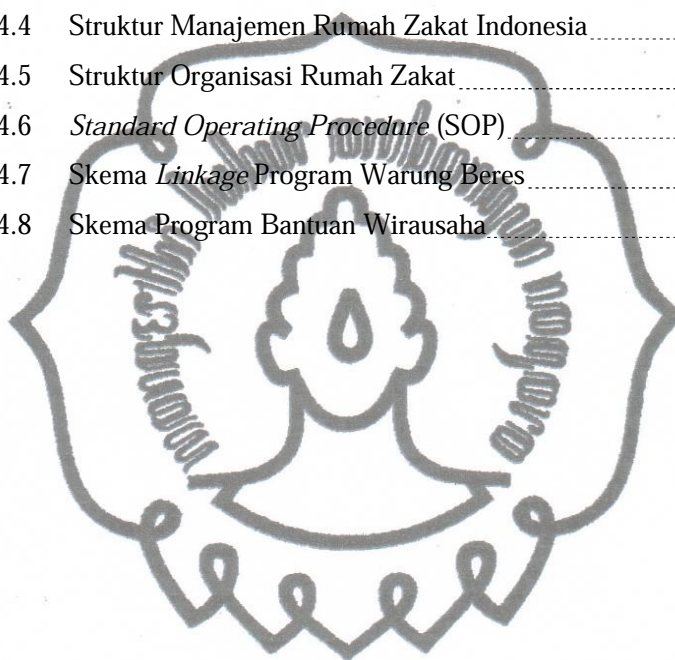 4.4 Struktur Manajemen Rumah Zakat Indonesia
4.5 Struktur Organisasi Rumah Zakat
4.6 Standard Operating Procedure (SOP)
4.7 Skema Linkage Program Warung Beres
4.8 Skema Program Bantuan Wirausaha